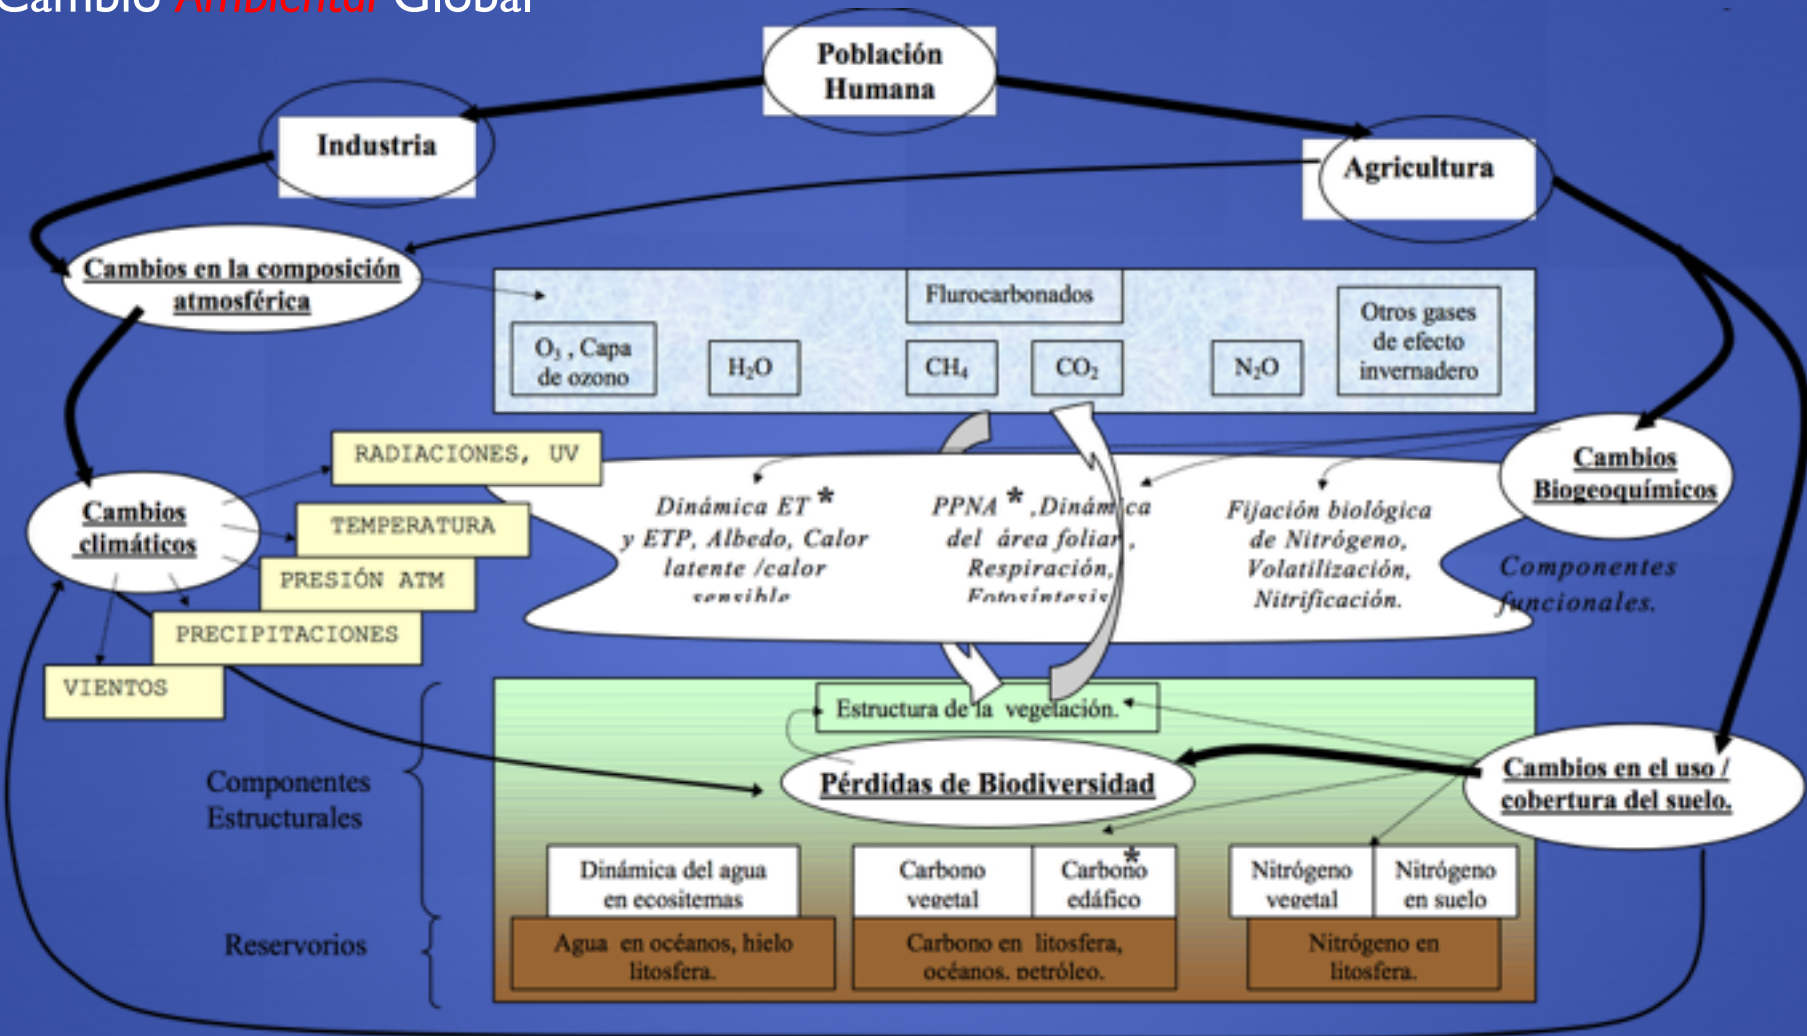 Cambio Ambiental Global
Población
Humana
Industria
Agricultura
Cambios en la composición
atmosférica
Flurocarbonados
Otros gases
de efecto
invernadero
O₃ , Capa
de ozono
H₂O
CH₄
CO₂
N₂O
RADIACIONES, UV
TEMPERATURA
PRESIÓN ATM
PRECIPITACIONES
VIENTOS
Cambios
climáticos
Dinámica ET *
y ETP, Albedo, Calor
latente /calor
sensible
PPNA * ,Dinámica
del área foliar ,
Respiración,
Fotosíntesis
Fijación biológica
de Nitrógeno,
Volatilización,
Nitrificación.
Cambios
Biogeoquímicos
Componentes
funcionales.
Estructura de la vegetación.
Pérdidas de Biodiversidad
Cambios en el uso /
cobertura del suelo.
Componentes
Estructurales
Dinámica del agua
en ecositemas
Carbono
vegetal
*
Carbono
edáfico
Nitrógeno
vegetal
Nitrógeno
en suelo
Reservorios
Agua en océanos, hielo
litosfera.
Carbono en litosfera,
océanos, petróleo.
Nitrógeno en
litosfera.